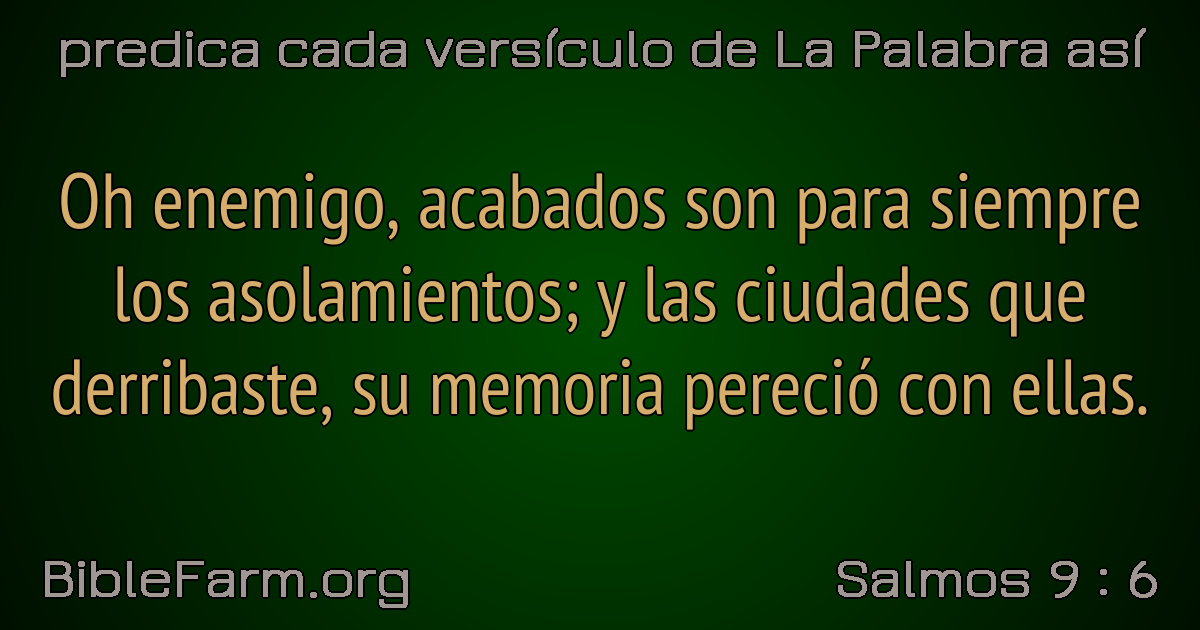 predica cada versículo de La Palabra así
Oh enemigo, acabados son para siempre
los asolamientos; y las ciudades que
derribaste, su memoria pereció con ellas.
BibleFarm.org
Salmos 9 : 6